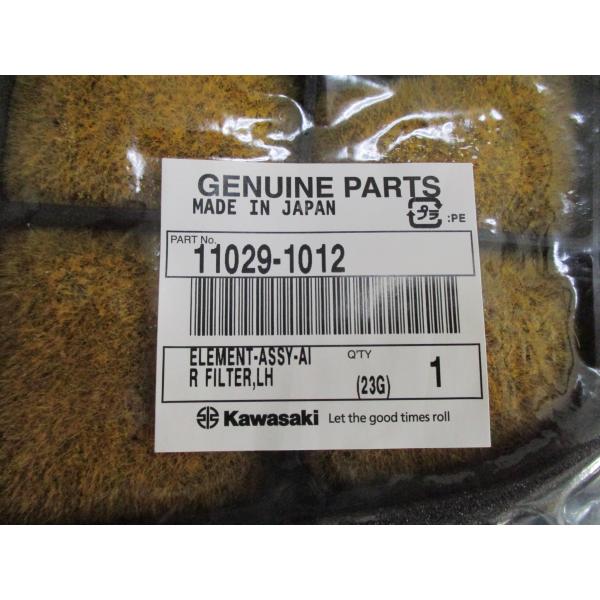 GENUINE PARTS
MADE IN JAPAN
プラ :PE
PART No.
11029-1012
ELEMENT-ASSY-AI
R FILTER,LH
Q'TY
(23G) 1
Kawasaki Let the good times roll